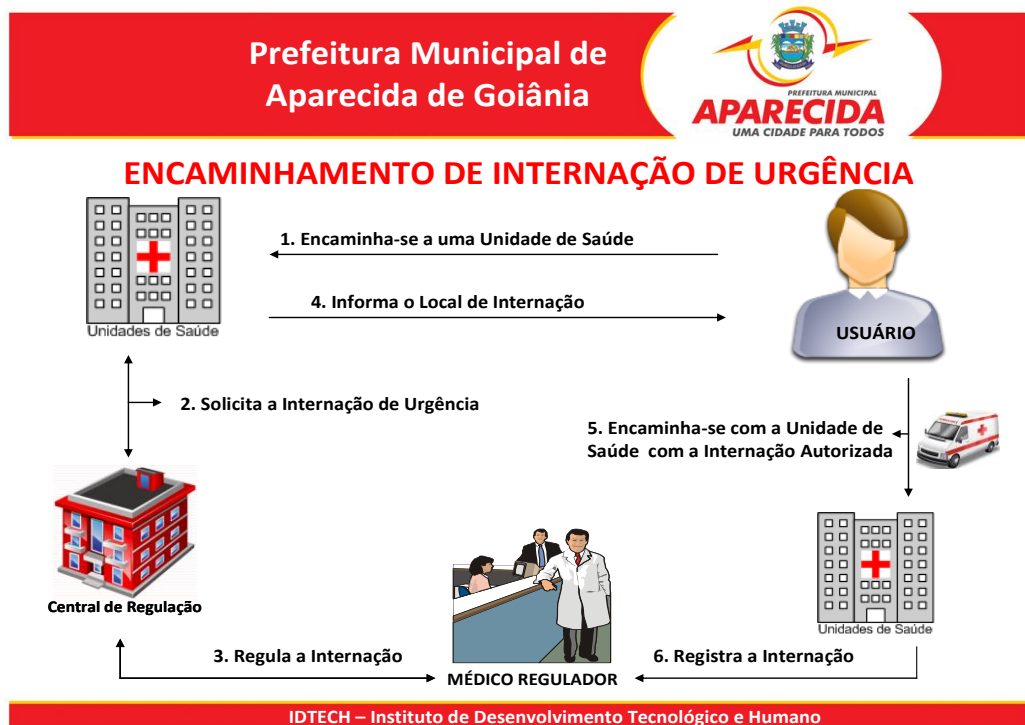 Prefeitura Municipal de
Aparecida de Goiânia
PREFEITURA MUNICIPAL
APARECIDA
UMA CIDADE PARA TODOS
ENCAMINHAMENTO DE INTERNAÇÃO DE URGÊNCIA
1. Encaminha-se a uma Unidade de Saúde
4. Informa o Local de Internação
Unidades de Saúde
USUÁRIO
2. Solicita a Internação de Urgência
5. Encaminha-se com a Unidade de
Saúde com a Internação Autorizada
Central de Regulação
Unidades de Saúde
3. Regula a Internação
6. Registra a Internação
MÉDICO REGULADOR
IDTECH – Instituto de Desenvolvimento Tecnológico e Humano